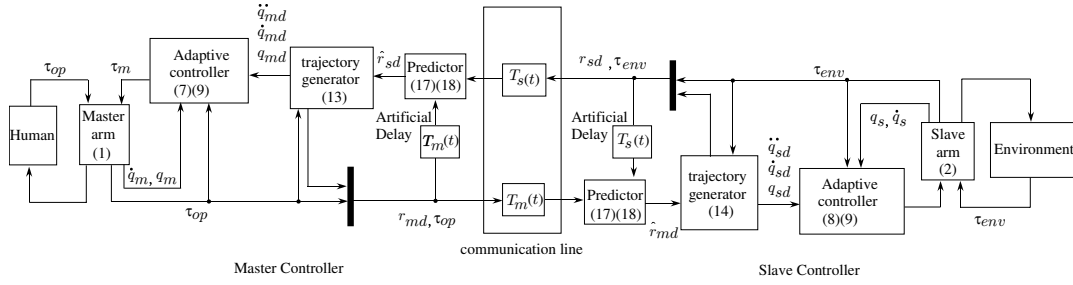 τop
Human
Master
arm
(1)
τm
q̇m, qm
Adaptive
controller
(7)(9)
q̈md
q̇md
qmd
τop
trajectory
generator
(13)
r̂sd
Predictor
(17)(18)
Artificial
Delay
Tm(t)
rmd, τop
Ts(t)
Tm(t)
communication line
rsd , τenv
Artificial
Delay
Ts(t)
Predictor
(17)(18)
r̂md
trajectory
generator
(14)
q̈sd
q̇sd
qsd
τenv
qs, q̇s
Adaptive
controller
(8)(9)
Slave
arm
(2)
Environment
τenv
Master Controller
Slave Controller